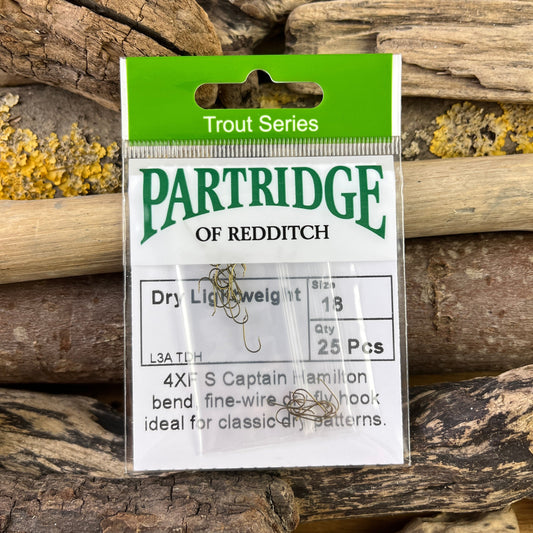 Trout Series
PARTRIDGE
OF REDDITCH
Dry Lightweight
Size
18
Qty
25 Pcs
L3A TDH
4XF S Captain Hamilton
bend, fine-wire dry fly hook
ideal for classic dry patterns.